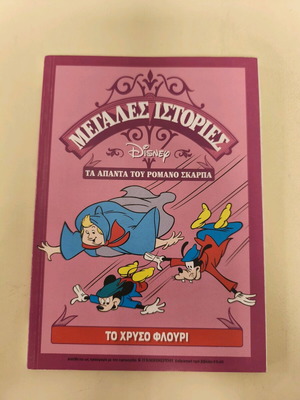 ΜΕΓΑΛΕΣ ΙΣΤΟΡΙΕΣ
Disney
ΤΑ ΑΠΑΝΤΑ ΤΟΥ ΡΟΜΑΝΟ ΣΚΑΡΠΑ
ΤΟ ΧΡΥΣΟ ΦΛΟΥΡΙ